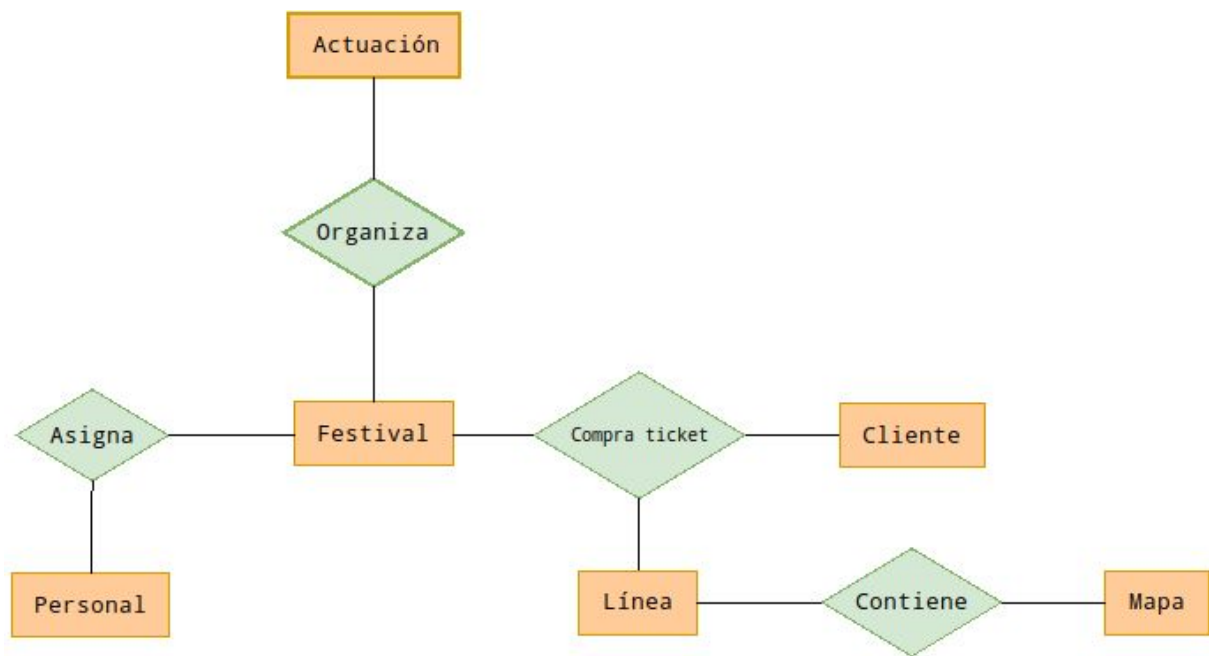 Actuación
Organiza
Asigna
Festival
Compra ticket
Cliente
Personal
Línea
Contiene
Mapa